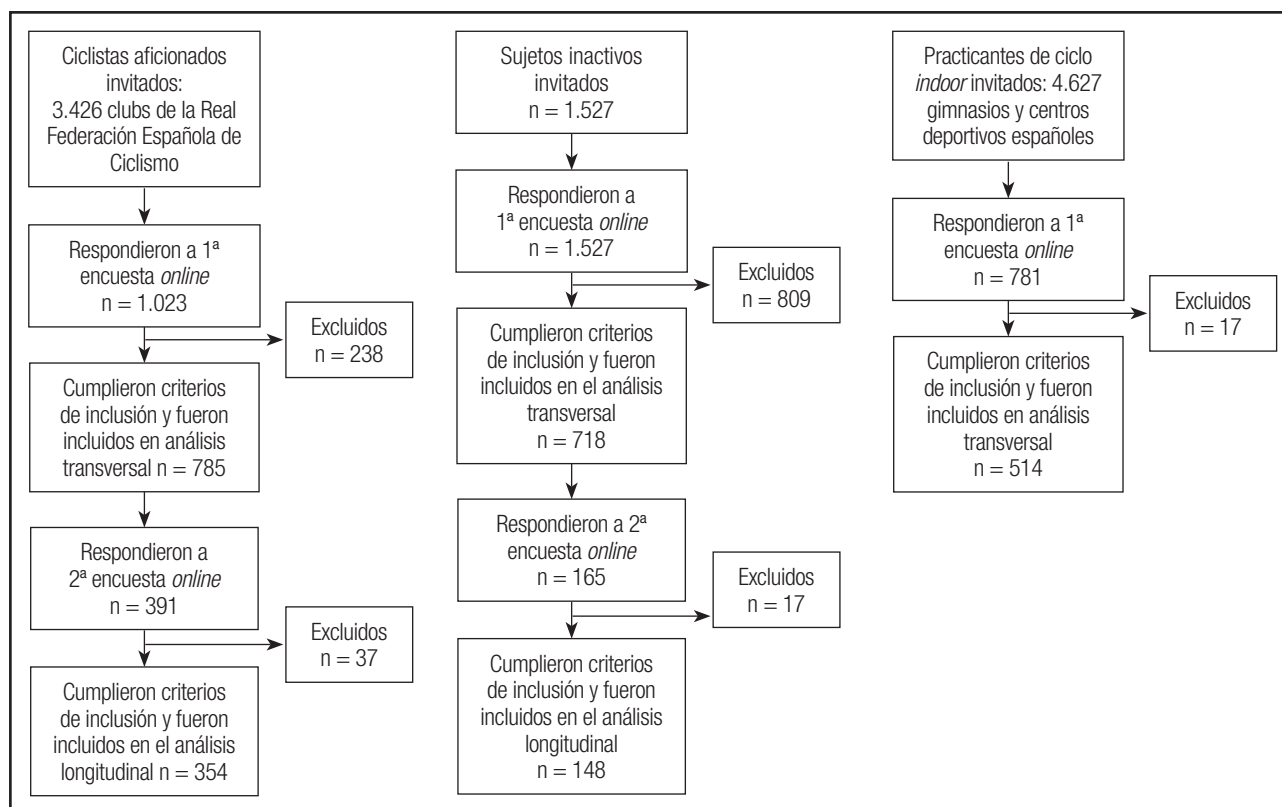 Ciclistas aficionados
invitados:
3.426 clubs de la Real
Federación Española de
Ciclismo
Respondieron a 1ª
encuesta online
n = 1.023
Excluidos
n = 238
Cumplieron criterios
de inclusión y fueron
incluidos en análisis
transversal n = 785
Respondieron a
2ª encuesta online
n = 391
Excluidos
n = 37
Cumplieron criterios
de inclusión y fueron
incluidos en el análisis
longitudinal n = 354
Sujetos inactivos
invitados
n = 1.527
Respondieron a
1ª encuesta online
n = 1.527
Excluidos
n = 809
Cumplieron criterios
de inclusión y fueron
incluidos en el análisis
transversal
n = 718
Respondieron a 2ª
encuesta online
n = 165
Excluidos
n = 17
Cumplieron criterios
de inclusión y fueron
incluidos en el análisis
longitudinal
n = 148
Practicantes de ciclo
indoor invitados: 4.627
gimnasios y centros
deportivos españoles
Respondieron a 1ª
encuesta online
n = 781
Excluidos
n = 17
Cumplieron criterios
de inclusión y fueron
incluidos en análisis
transversal
n = 514